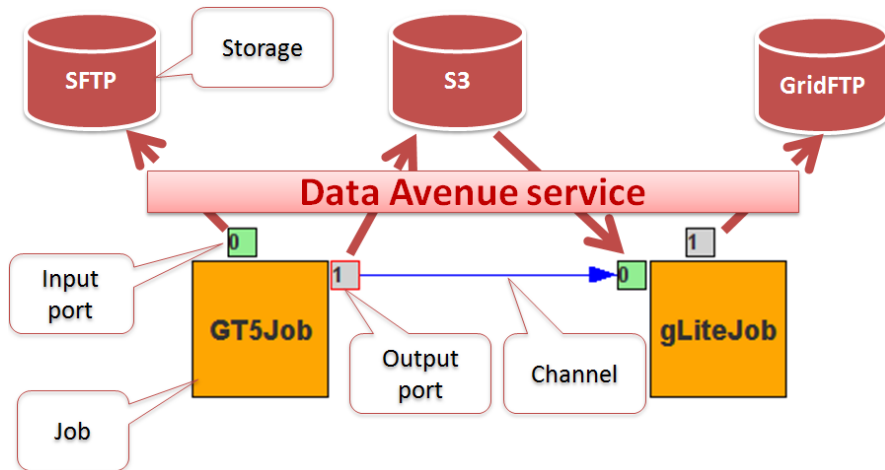 SFTP
Storage
S3
GridFTP
Data Avenue service
0
1
Input
port
1
0
GT5Job
Output
port
Channel
gLiteJob
Job